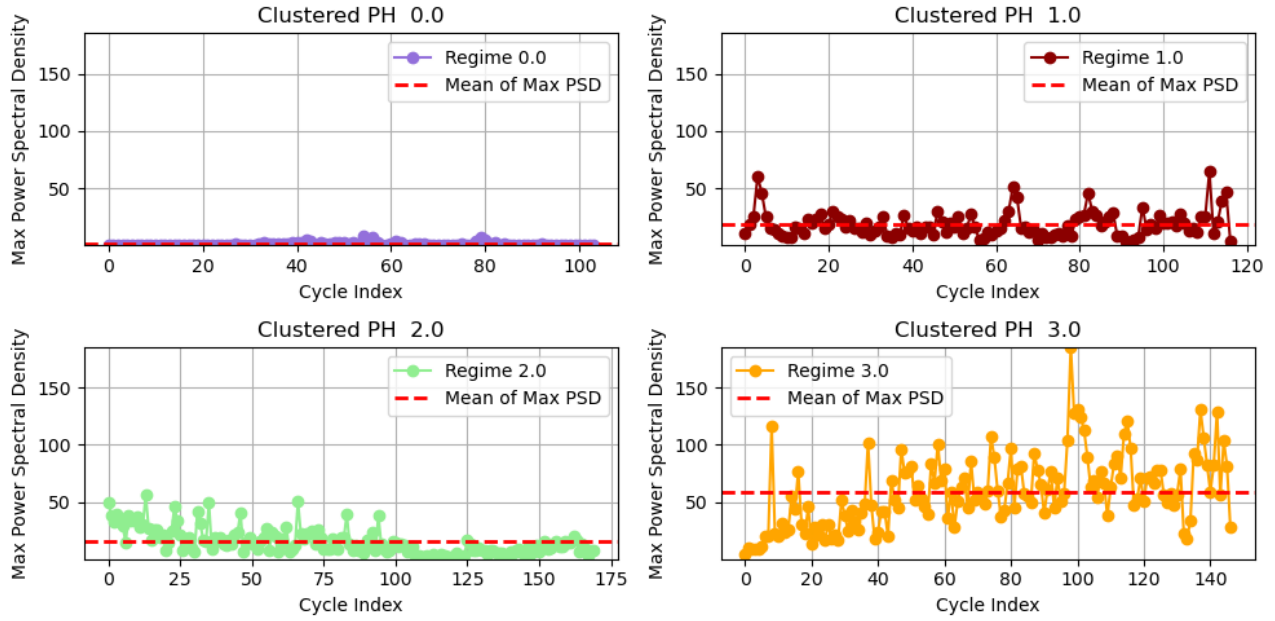 Clustered PH 0.0
Max Power Spectral Density
150
100
50
Regime 0.0
Mean of Max PSD
0
20
40
60
80
100
Cycle Index
Clustered PH 1.0
Max Power Spectral Density
150
100
50
Regime 1.0
Mean of Max PSD
0
20
40
60
80
100
120
Cycle Index
Clustered PH 2.0
Max Power Spectral Density
150
100
50
Regime 2.0
Mean of Max PSD
0
25
50
75
100
125
150
175
Cycle Index
Clustered PH 3.0
Max Power Spectral Density
150
100
50
Regime 3.0
Mean of Max PSD
0
20
40
60
80
100
120
140
Cycle Index